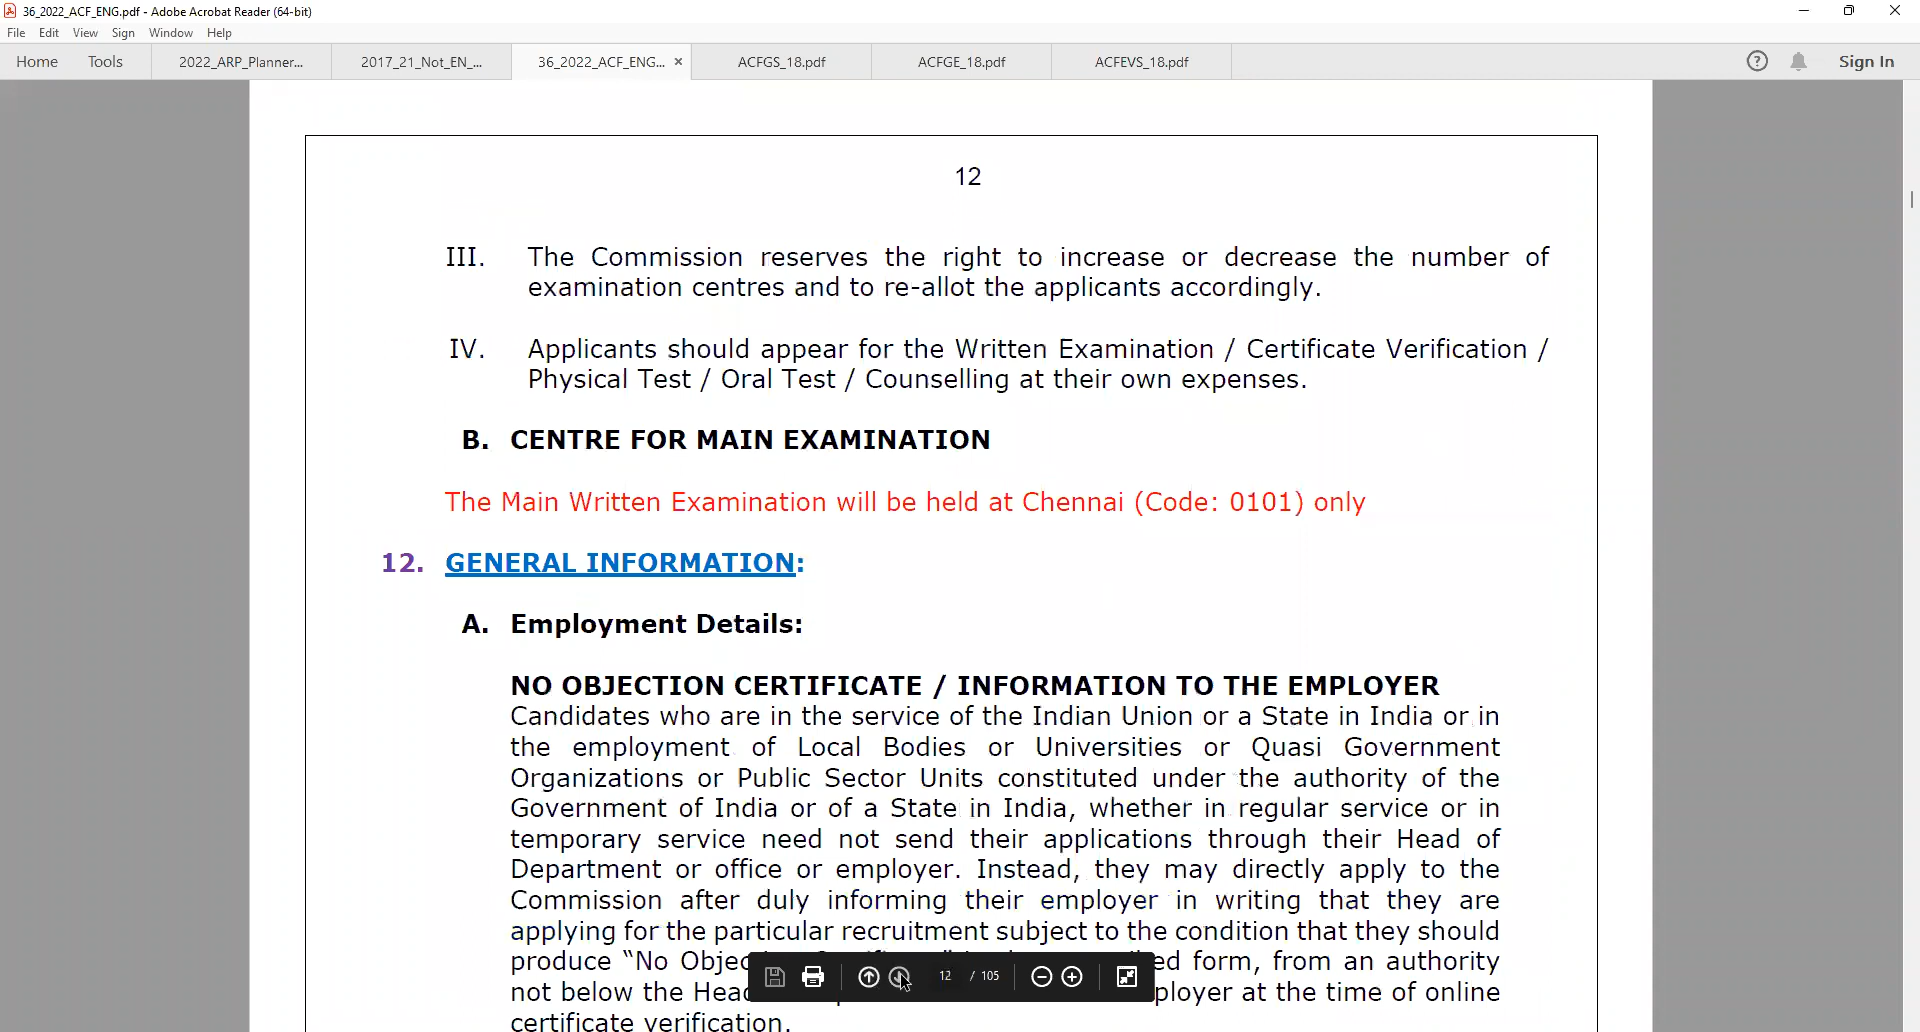 36_2022_ACF_ENG.pdf - Adobe Acrobat Reader (64-bit)
File Edit View Sign Window Help
Home Tools 2022_ARP_Planner... 2017_21_Not_EN_... 36_2022_ACF_ENG... × ACFGS_18.pdf ACFGE_18.pdf ACFEVS_18.pdf Sign In
12
III. The Commission reserves the right to increase or decrease the number of
examination centres and to re-allot the applicants accordingly.
IV. Applicants should appear for the Written Examination / Certificate Verification /
Physical Test / Oral Test / Counselling at their own expenses.
B. CENTRE FOR MAIN EXAMINATION
The Main Written Examination will be held at Chennai (Code: 0101) only
12. GENERAL INFORMATION:
A. Employment Details:
NO OBJECTION CERTIFICATE / INFORMATION TO THE EMPLOYER
Candidates who are in the service of the Indian Union or a State in India or in
the employment of Local Bodies or Universities or Quasi Government
Organizations or Public Sector Units constituted under the authority of the
Government of India or of a State in India, whether in regular service or in
temporary service need not send their applications through their Head of
Department or office or employer. Instead, they may directly apply to the
Commission after duly informing their employer in writing that they are
applying for the particular recruitment subject to the condition that they should
produce "No form, from an authority
not below the at the time of online
certificate verification.
12 / 105